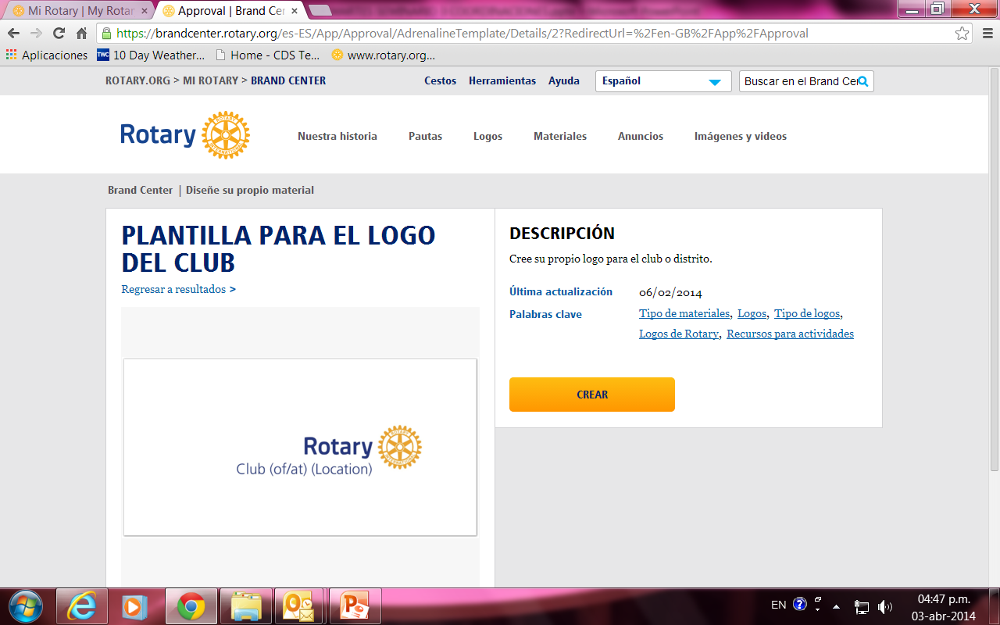 Mi Rotary | My Rotar
Approval | Brand Cer
https://brandcenter.rotary.org/es-ES/App/Approval/AdrenalineTemplate/Details/2?RedirectUrl=%2Fen-GB%2FApp%2FApproval
Aplicaciones 10 Day Weather... Home - CDS Te... www.rotary.org...
ROTARY.ORG > MI ROTARY > BRAND CENTER Cestos Herramientas Ayuda Español Buscar en el Brand Cer
Rotary Nuestra historia Pautas Logos Materiales Anuncios Imágenes y videos
Brand Center | Diseñe su propio material
PLANTILLA PARA EL LOGO
DEL CLUB
Regresar a resultados >
Rotary
Club (of/at) (Location)
DESCRIPCIÓN
Cree su propio logo para el club o distrito.
Última actualización 06/02/2014
Palabras clave Tipo de materiales, Logos, Tipo de logos,
Logos de Rotary, Recursos para actividades
CREAR
EN
04:47 p.m.
03-abr-2014